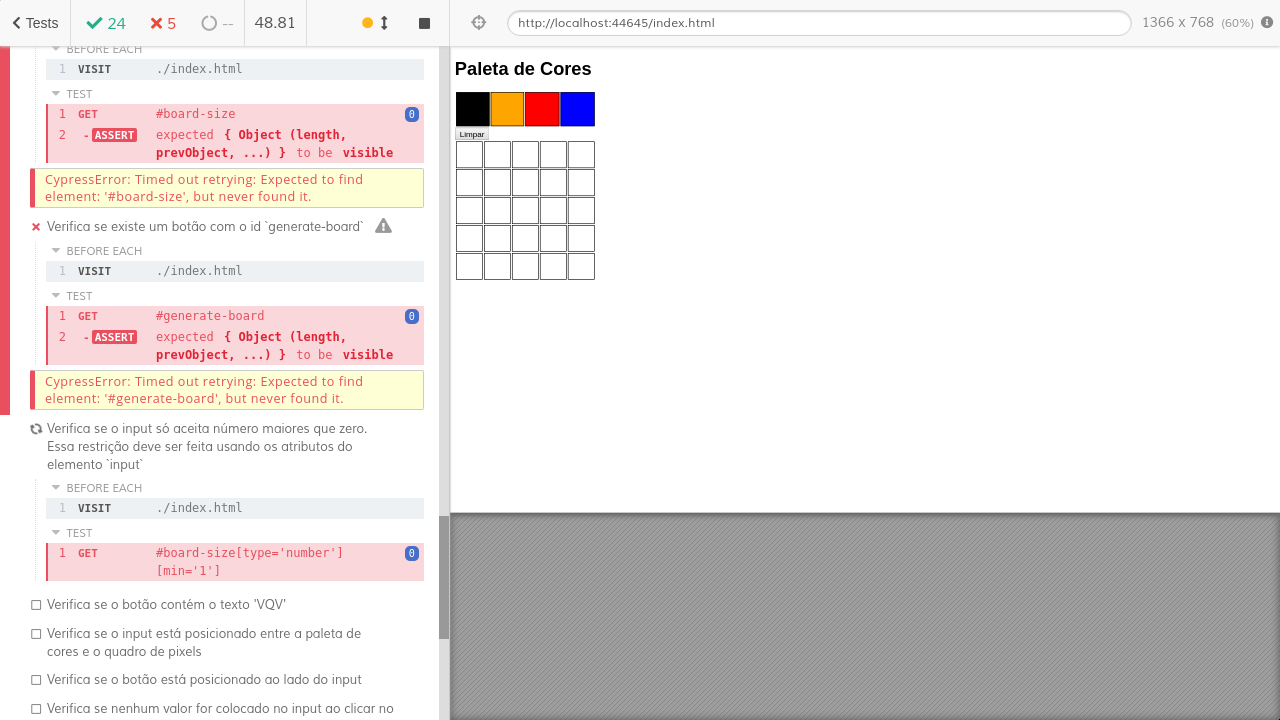 Tests
24
5
--
48.81
http://localhost:44645/index.html
1366 x 768 (60%)
BEFORE EACH
1 VISIT ./index.html
TEST
1 GET #board-size 0
2 -ASSERT expected { Object (length,
prevObject, ...) } to be visible
CypressError: Timed out retrying: Expected to find
element: '#board-size', but never found it.
Verifica se existe um botão com o id `generate-board`
BEFORE EACH
1 VISIT ./index.html
TEST
1 GET #generate-board 0
2 -ASSERT expected { Object (length,
prevObject, ...) } to be visible
CypressError: Timed out retrying: Expected to find
element: '#generate-board', but never found it.
Verifica se o input só aceita número maiores que zero.
Essa restrição deve ser feita usando os atributos do
elemento `input`
BEFORE EACH
1 VISIT ./index.html
TEST
1 GET #board-size[type='number'] 0
[min='1']
Verifica se o botão contém o texto 'VQV'
Verifica se o input está posicionado entre a paleta de
cores e o quadro de pixels
Verifica se o botão está posicionado ao lado do input
Verifica se nenhum valor for colocado no input ao clicar no
Paleta de Cores
Limpar